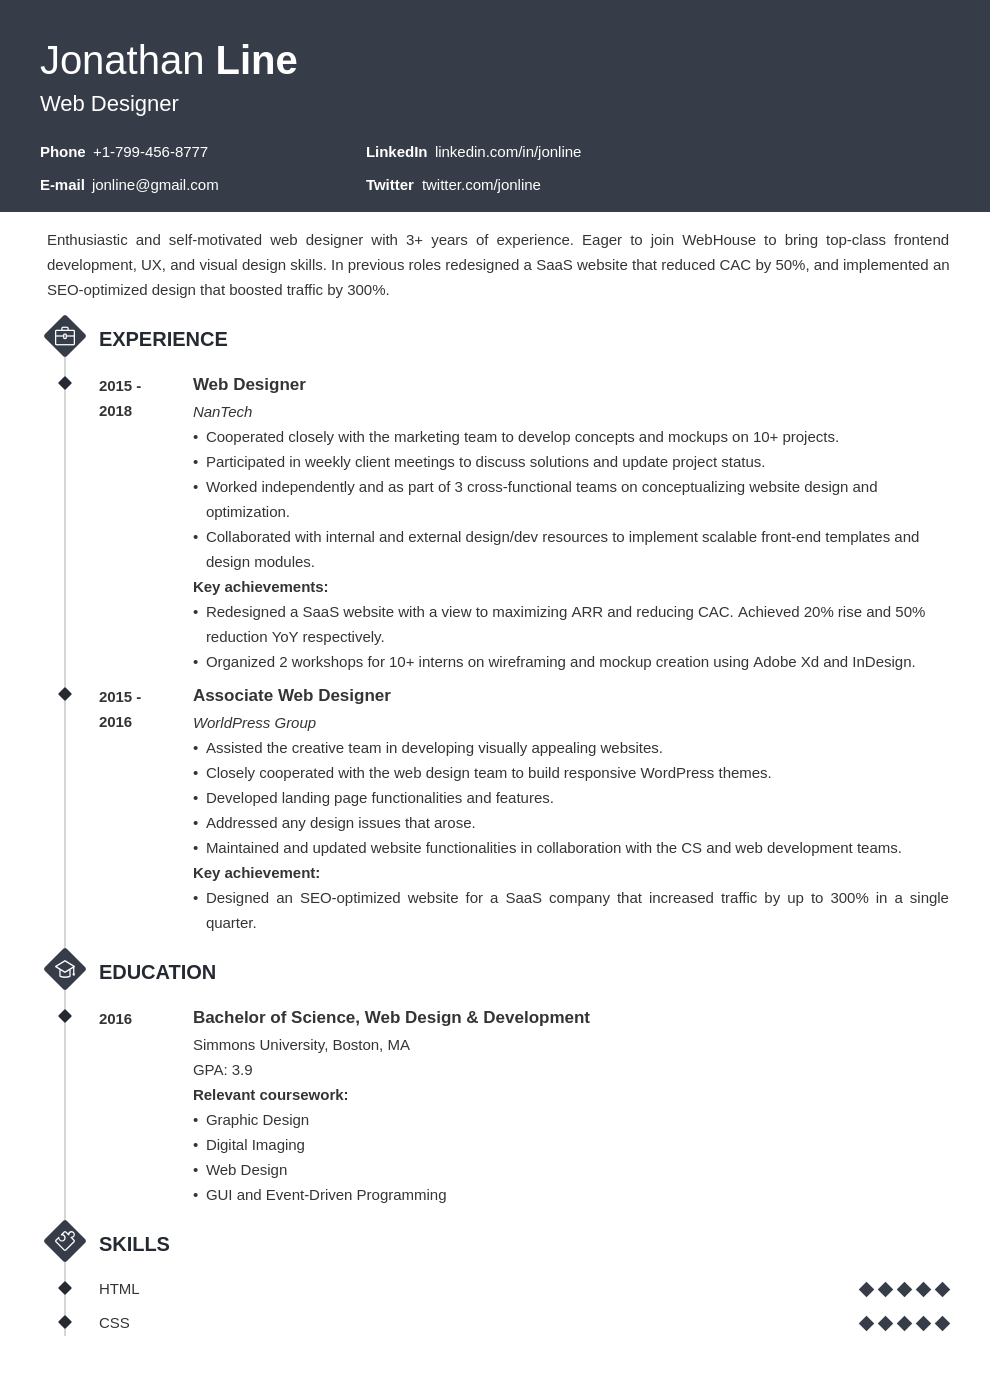 Jonathan Line
Web Designer
Phone +1-799-456-8777 LinkedIn linkedin.com/in/jonline
E-mail jonline@gmail.com Twitter twitter.com/jonline
Enthusiastic and self-motivated web designer with 3+ years of experience. Eager to join WebHouse to bring top-class frontend
development, UX, and visual design skills. In previous roles redesigned a SaaS website that reduced CAC by 50%, and implemented an
SEO-optimized design that boosted traffic by 300%.
EXPERIENCE
2015 -
2018
Web Designer
NanTech
• Cooperated closely with the marketing team to develop concepts and mockups on 10+ projects.
• Participated in weekly client meetings to discuss solutions and update project status.
• Worked independently and as part of 3 cross-functional teams on conceptualizing website design and
optimization.
• Collaborated with internal and external design/dev resources to implement scalable front-end templates and
design modules.
Key achievements:
• Redesigned a SaaS website with a view to maximizing ARR and reducing CAC. Achieved 20% rise and 50%
reduction YoY respectively.
• Organized 2 workshops for 10+ interns on wireframing and mockup creation using Adobe Xd and InDesign.
2015 -
2016
Associate Web Designer
WorldPress Group
• Assisted the creative team in developing visually appealing websites.
• Closely cooperated with the web design team to build responsive WordPress themes.
• Developed landing page functionalities and features.
• Addressed any design issues that arose.
• Maintained and updated website functionalities in collaboration with the CS and web development teams.
Key achievement:
• Designed an SEO-optimized website for a SaaS company that increased traffic by up to 300% in a single
quarter.
EDUCATION
2016
Bachelor of Science, Web Design & Development
Simmons University, Boston, MA
GPA: 3.9
Relevant coursework:
• Graphic Design
• Digital Imaging
• Web Design
• GUI and Event-Driven Programming
SKILLS
HTML
CSS